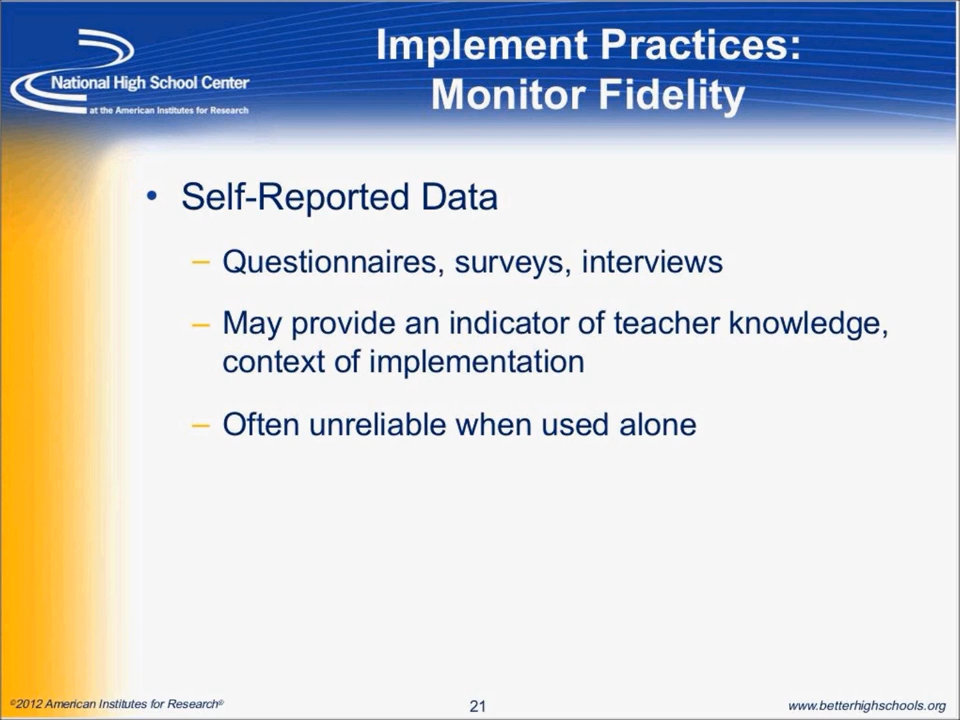 Implement Practices:
Monitor Fidelity
National High School Center
at the American Institutes for Research
• Self-Reported Data
– Questionnaires, surveys, interviews
– May provide an indicator of teacher knowledge,
context of implementation
– Often unreliable when used alone
©2012 American Institutes for Research®
21
www.betterhighschools.org